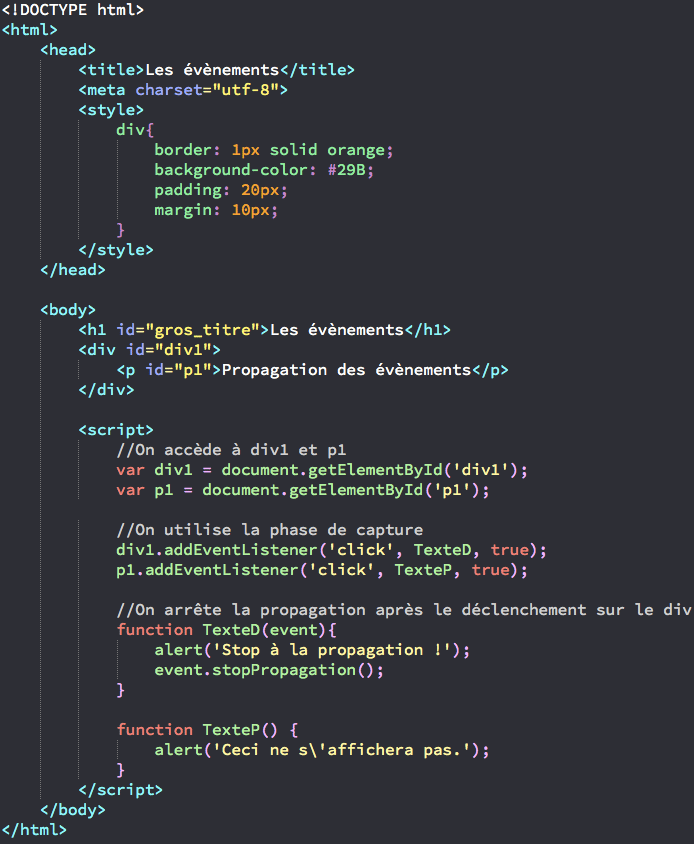 <!DOCTYPE html>
<html>
    <head>
        <title>Les évènements</title>
        <meta charset="utf-8">
        <style>
            div{
                border: 1px solid orange;
                background-color: #29B;
                padding: 20px;
                margin: 10px;
            }
        </style>
    </head>

    <body>
        <h1 id="gros_titre">Les évènements</h1>
        <div id="div1">
            <p id="p1">Propagation des évènements</p>
        </div>

        <script>
            //On accède à div1 et p1
            var div1 = document.getElementById('div1');
            var p1 = document.getElementById('p1');

            //On utilise la phase de capture
            div1.addEventListener('click', TexteD, true);
            p1.addEventListener('click', TexteP, true);

            //On arrête la propagation après le déclenchement sur le div
            function TexteD(event){
                alert('Stop à la propagation !');
                event.stopPropagation();
            }

            function TexteP() {
                alert('Ceci ne s\'affichera pas.');
            }
        </script>
    </body>
</html>